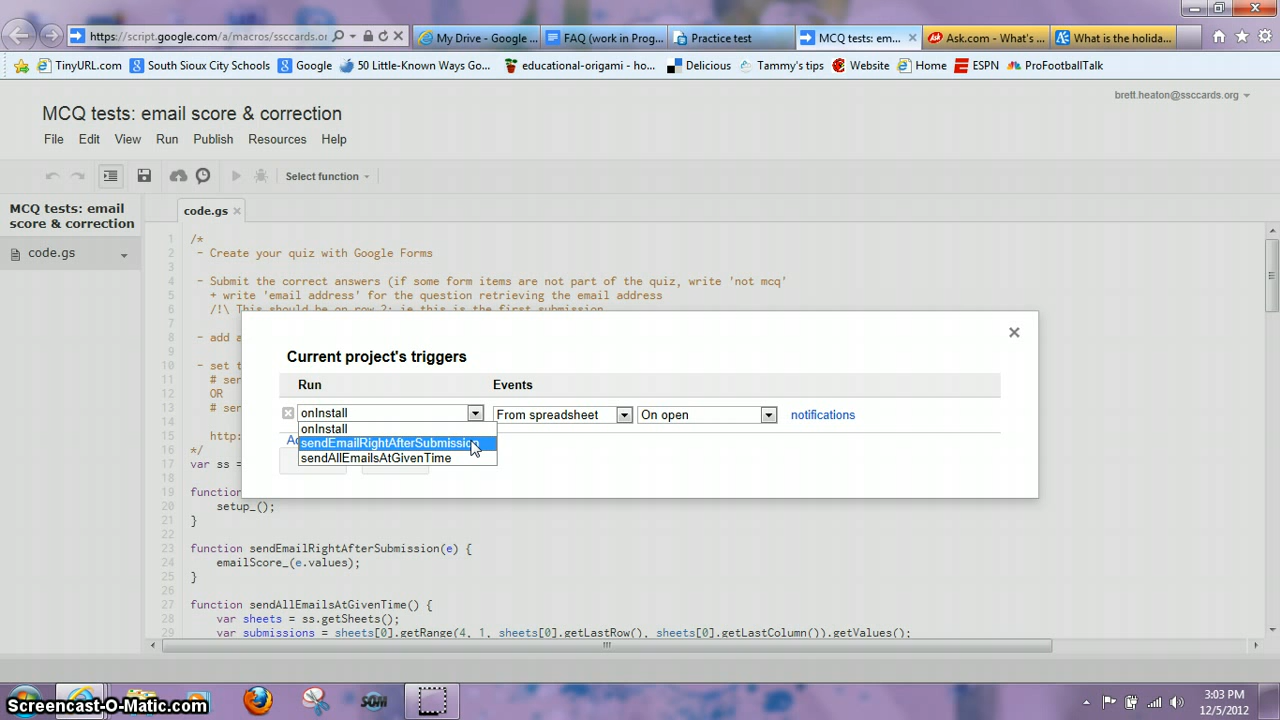 https://script.google.com/a/macros/ssccards.or
My Drive - Google ...
FAQ (work in Prog...
Practice test
MCQ tests: em...
Ask.com - What's ...
What is the holida...
TinyURL.com
South Sioux City Schools
Google
50 Little-Known Ways Go...
educational-origami - ho...
Delicious
Tammy's tips
Website
Home
ESPN
ProFootballTalk
brett.heaton@ssccards.org
MCQ tests: email score & correction
File Edit View Run Publish Resources Help
Select function
MCQ tests: email
score & correction
code.gs
code.gs
1 /*
2 - Create your quiz with Google Forms
3
4 - Submit the correct answers (if some form items are not part of the quiz, write 'not mcq'
5 + write 'email address' for the question retrieving the email address
6 /!\ This should be on row 2: ie this is the first submission
7
8 - add a
9
10 - set t
11 # sen
12 OR
13 # sen
14
15 http:
16 */
17 var ss =
18
19 function
20 setup_();
21 }
22
23 function sendEmailRightAfterSubmission(e) {
24 emailScore_(e.values);
25 }
26
27 function sendAllEmailsAtGivenTime() {
28 var sheets = ss.getSheets();
29 var submissions = sheets[0].getRange(4, 1, sheets[0].getLastRow(), sheets[0].getLastColumn()).getValues();
Current project's triggers
Run Events
onInstall From spreadsheet On open notifications
onInstall
sendEmailRightAfterSubmission
sendAllEmailsAtGivenTime
Screencast-O-Matic.com
SOM
3:03 PM
12/5/2012